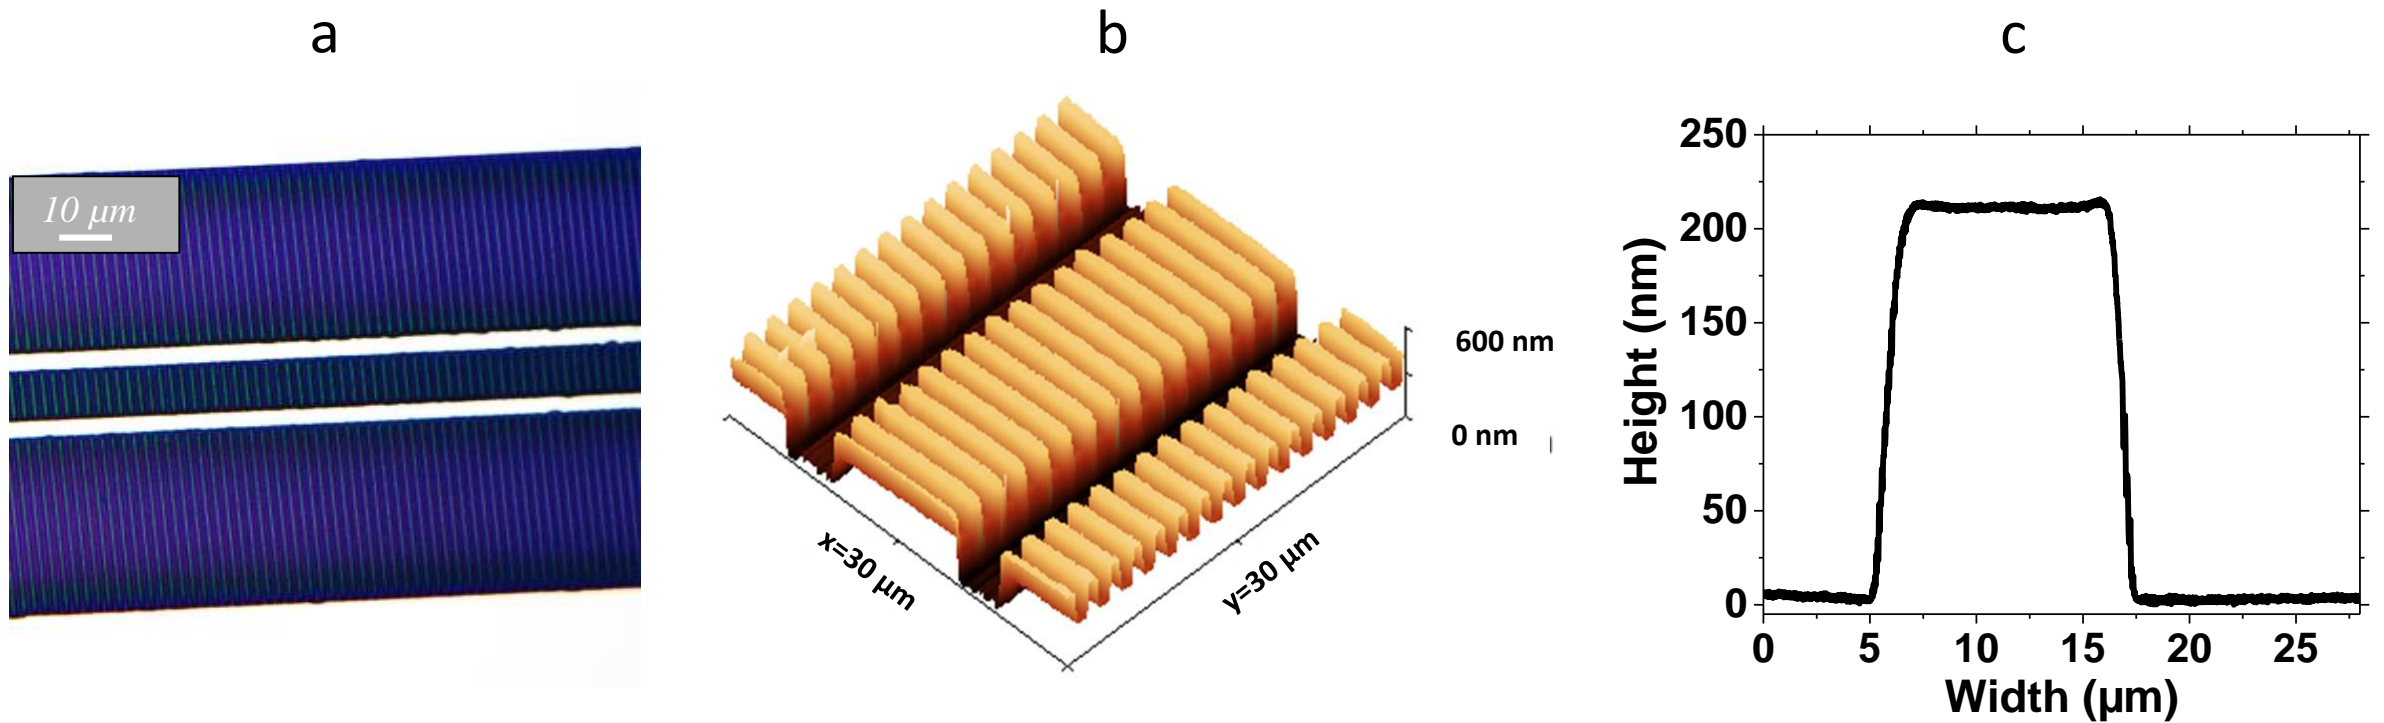 a
b
c
10 µm
600 nm
0 nm
x=30 µm
y=30 µm
Height (nm)
250
200
150
100
50
0
0 5 10 15 20 25
Width (µm)